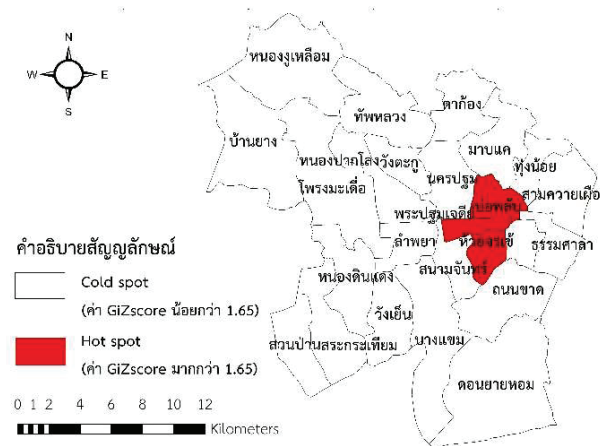 N
W E
S
หนองงูเหลือม
ตาก้อง
ทัพหลวง
บ้านยาง
มาบแค
หนองปากโลง
วังตะกู
ทุ่งน้อย
นครปฐม
โพรงมะเดื่อ
สามควายเผือ
บ่อพลับ
พระปฐมเจดีย์
ลำพยา
ธรรมศาลา
คำอธิบายสัญญลักษณ์
สนามจันทร์
หนองดินแดง
ถนนขาด
Cold spot
(ค่า GiZscore น้อยกว่า 1.65)
วังเย็น
บางแขม
สวนป่าน
สระกระเทียม
Hot spot
(ค่า GiZscore มากกว่า 1.65)
ดอนยายหอม
0 1 2 4 6 8 10 12
Kilometers